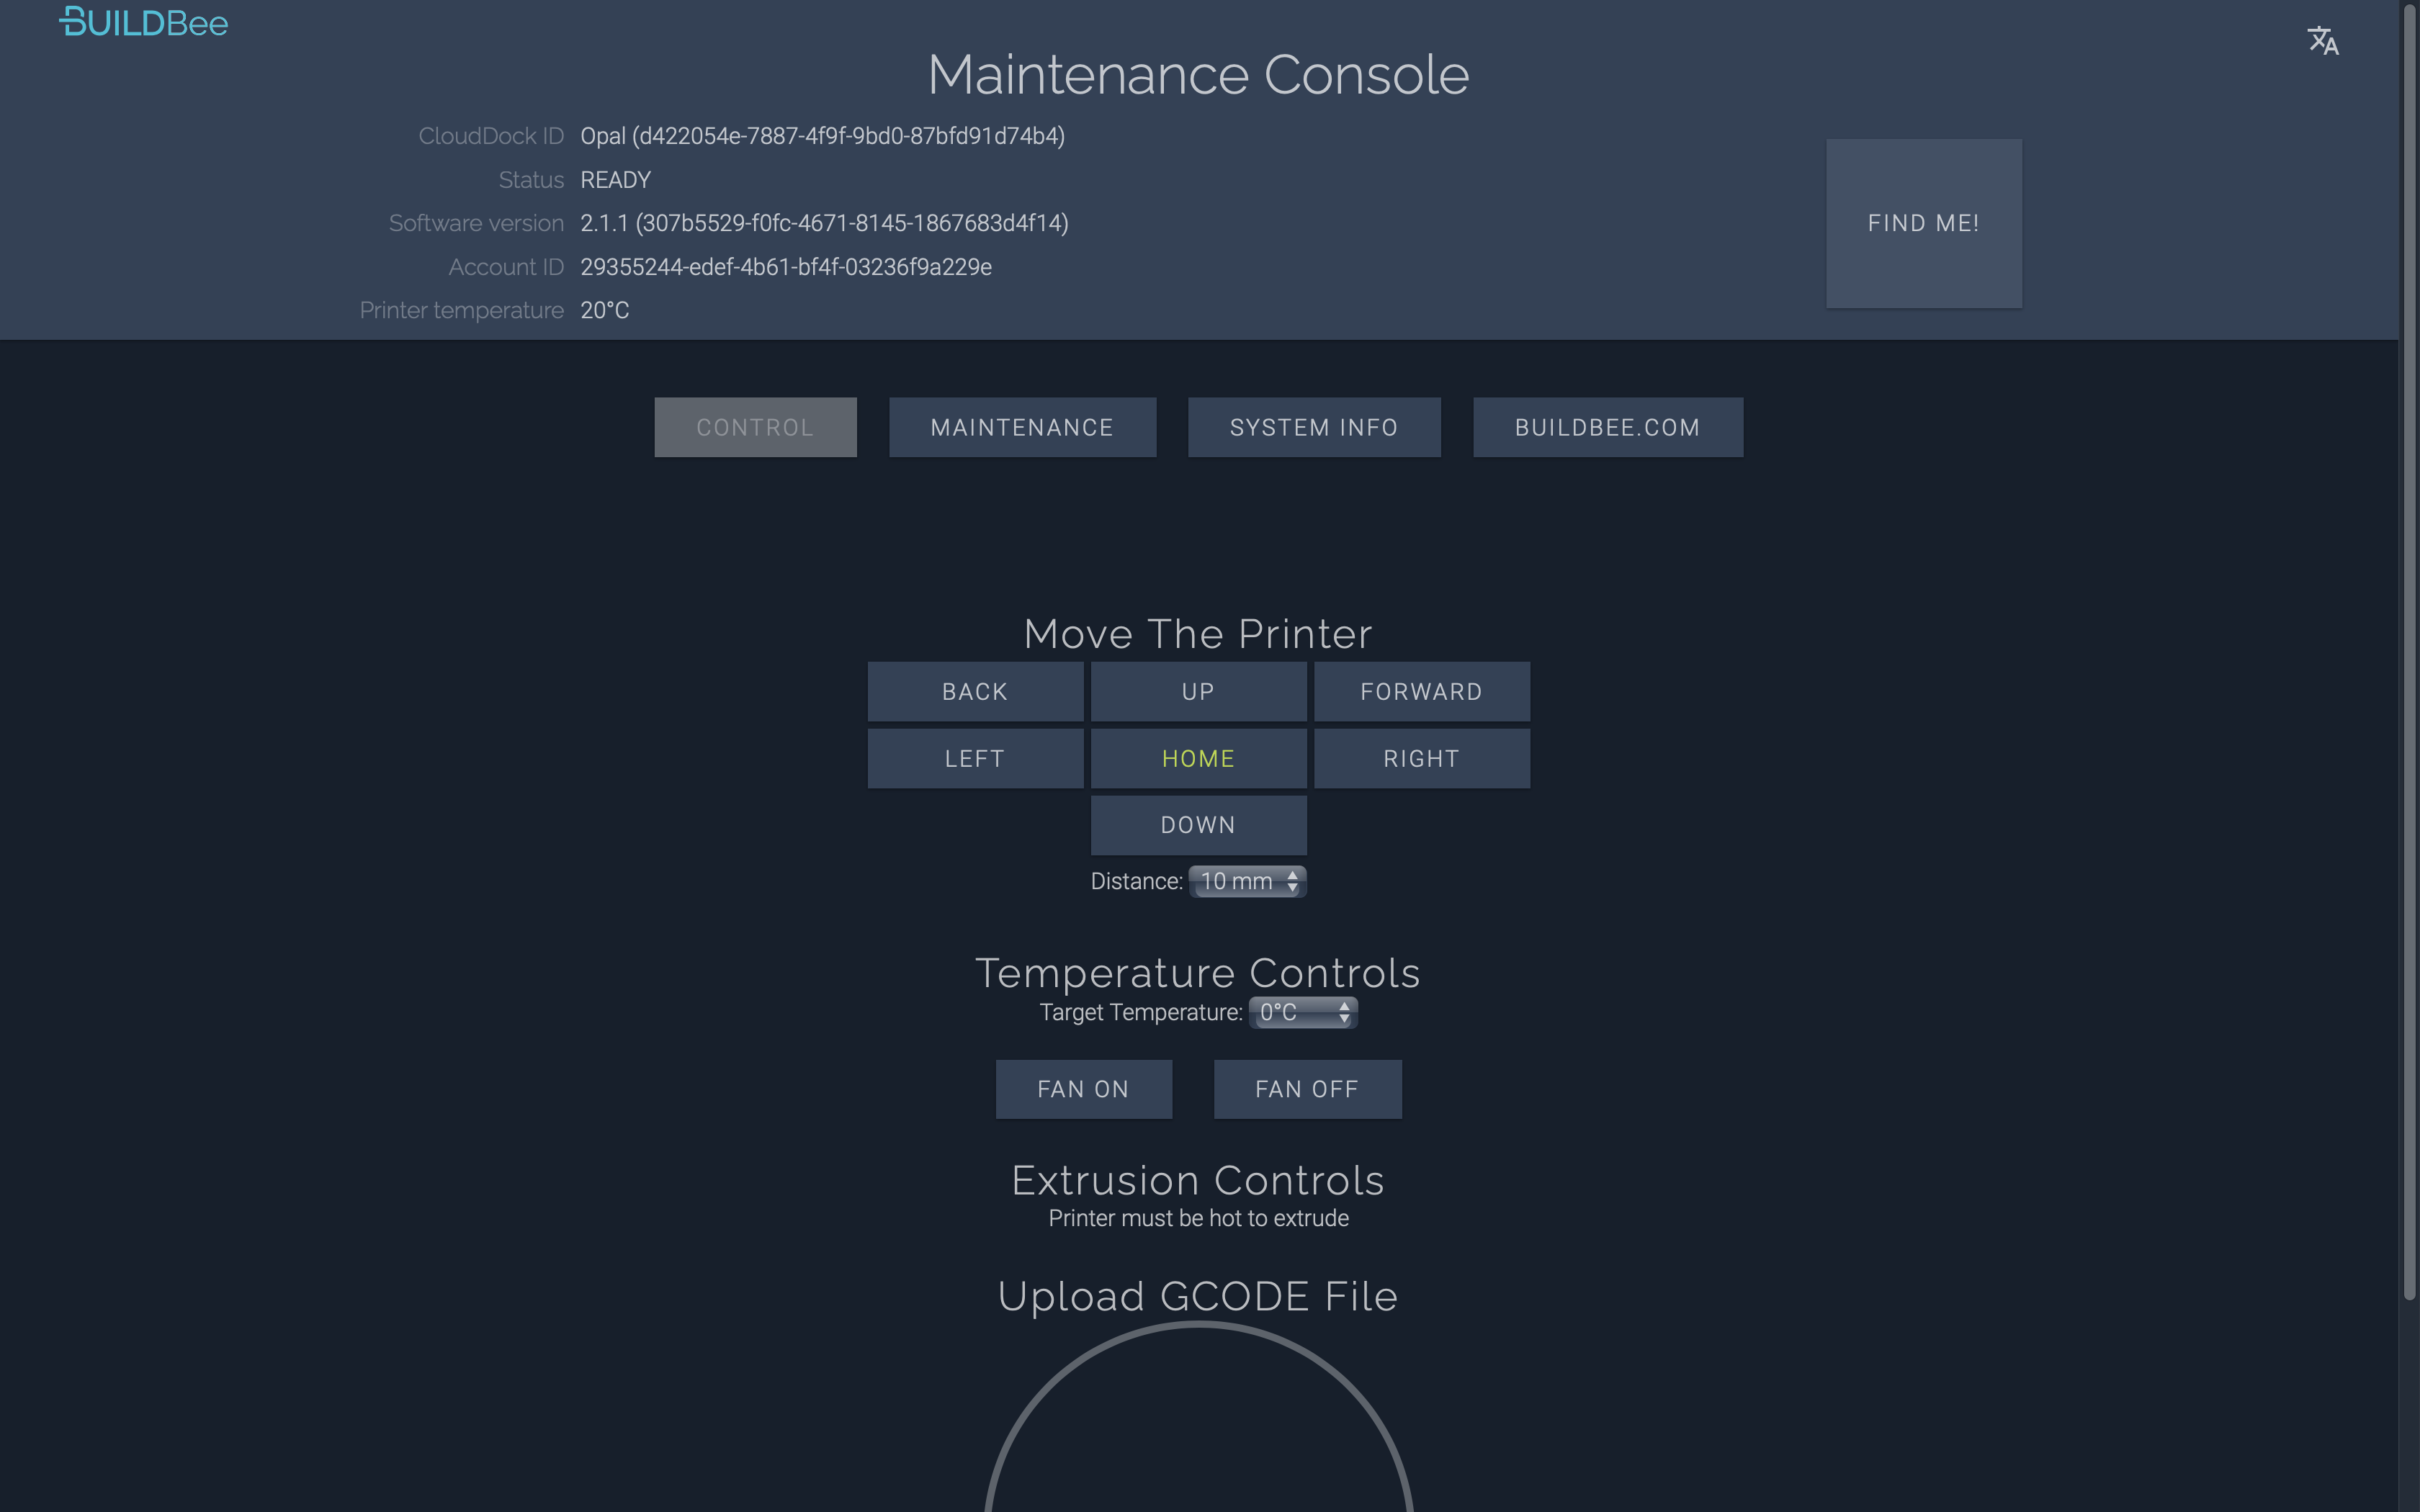 BUILDBee
Maintenance Console
CloudDock ID Opal (d422054e-7887-4f9f-9bd0-87bfd91d74b4)
Status READY
Software version 2.1.1 (307b5529-f0fc-4671-8145-1867683d4f14)
Account ID 29355244-edef-4b61-bf4f-03236f9a229e
Printer temperature 20°C
FIND ME!
CONTROL MAINTENANCE SYSTEM INFO BUILDBEE.COM
Move The Printer
BACK UP FORWARD
LEFT HOME RIGHT
DOWN
Distance: 10 mm
Temperature Controls
Target Temperature: 0°C
FAN ON FAN OFF
Extrusion Controls
Printer must be hot to extrude
Upload GCODE File